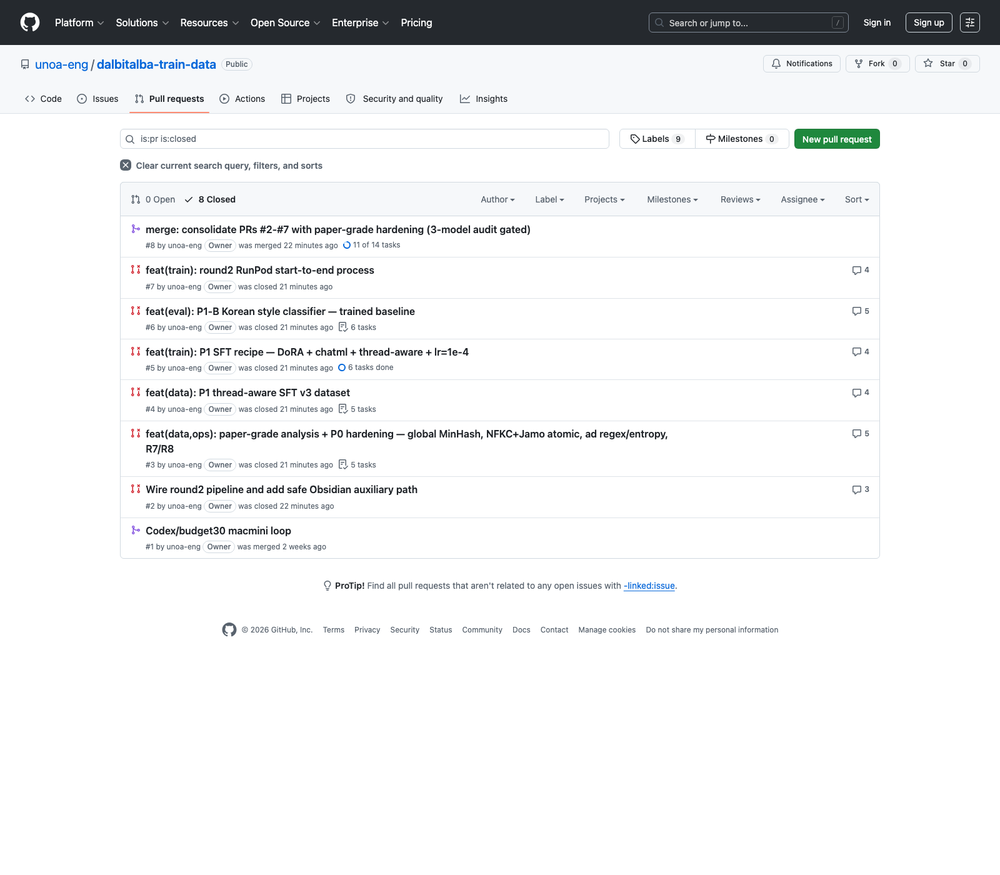 Platform Solutions Resources Open Source Enterprise Pricing Search or jump to... / Sign in Sign up
unoa-eng / dalbitalba-train-data Public Notifications Fork 0 Star 0
Code Issues Pull requests Actions Projects Security and quality Insights
is:pr is:closed Labels 9 Milestones 0 New pull request
Clear current search query, filters, and sorts
0 Open 8 Closed Author Label Projects Milestones Reviews Assignee Sort
merge: consolidate PRs #2-#7 with paper-grade hardening (3-model audit gated)
#8 by unoa-eng Owner was merged 22 minutes ago 11 of 14 tasks
feat(train): round2 RunPod start-to-end process 4
#7 by unoa-eng Owner was closed 21 minutes ago
feat(eval): P1-B Korean style classifier — trained baseline 5
#6 by unoa-eng Owner was closed 21 minutes ago 6 tasks
feat(train): P1 SFT recipe — DoRA + chatml + thread-aware + lr=1e-4 4
#5 by unoa-eng Owner was closed 21 minutes ago 6 tasks done
feat(data): P1 thread-aware SFT v3 dataset 4
#4 by unoa-eng Owner was closed 21 minutes ago 5 tasks
feat(data,ops): paper-grade analysis + P0 hardening — global MinHash, NFKC+Jamo atomic, ad regex/entropy, 5
R7/R8
#3 by unoa-eng Owner was closed 21 minutes ago 5 tasks
Wire round2 pipeline and add safe Obsidian auxiliary path 3
#2 by unoa-eng Owner was closed 22 minutes ago
Codex/budget30 macmini loop
#1 by unoa-eng Owner was merged 2 weeks ago
ProTip! Find all pull requests that aren't related to any open issues with -linked:issue.
© 2026 GitHub, Inc. Terms Privacy Security Status Community Docs Contact Manage cookies Do not share my personal information